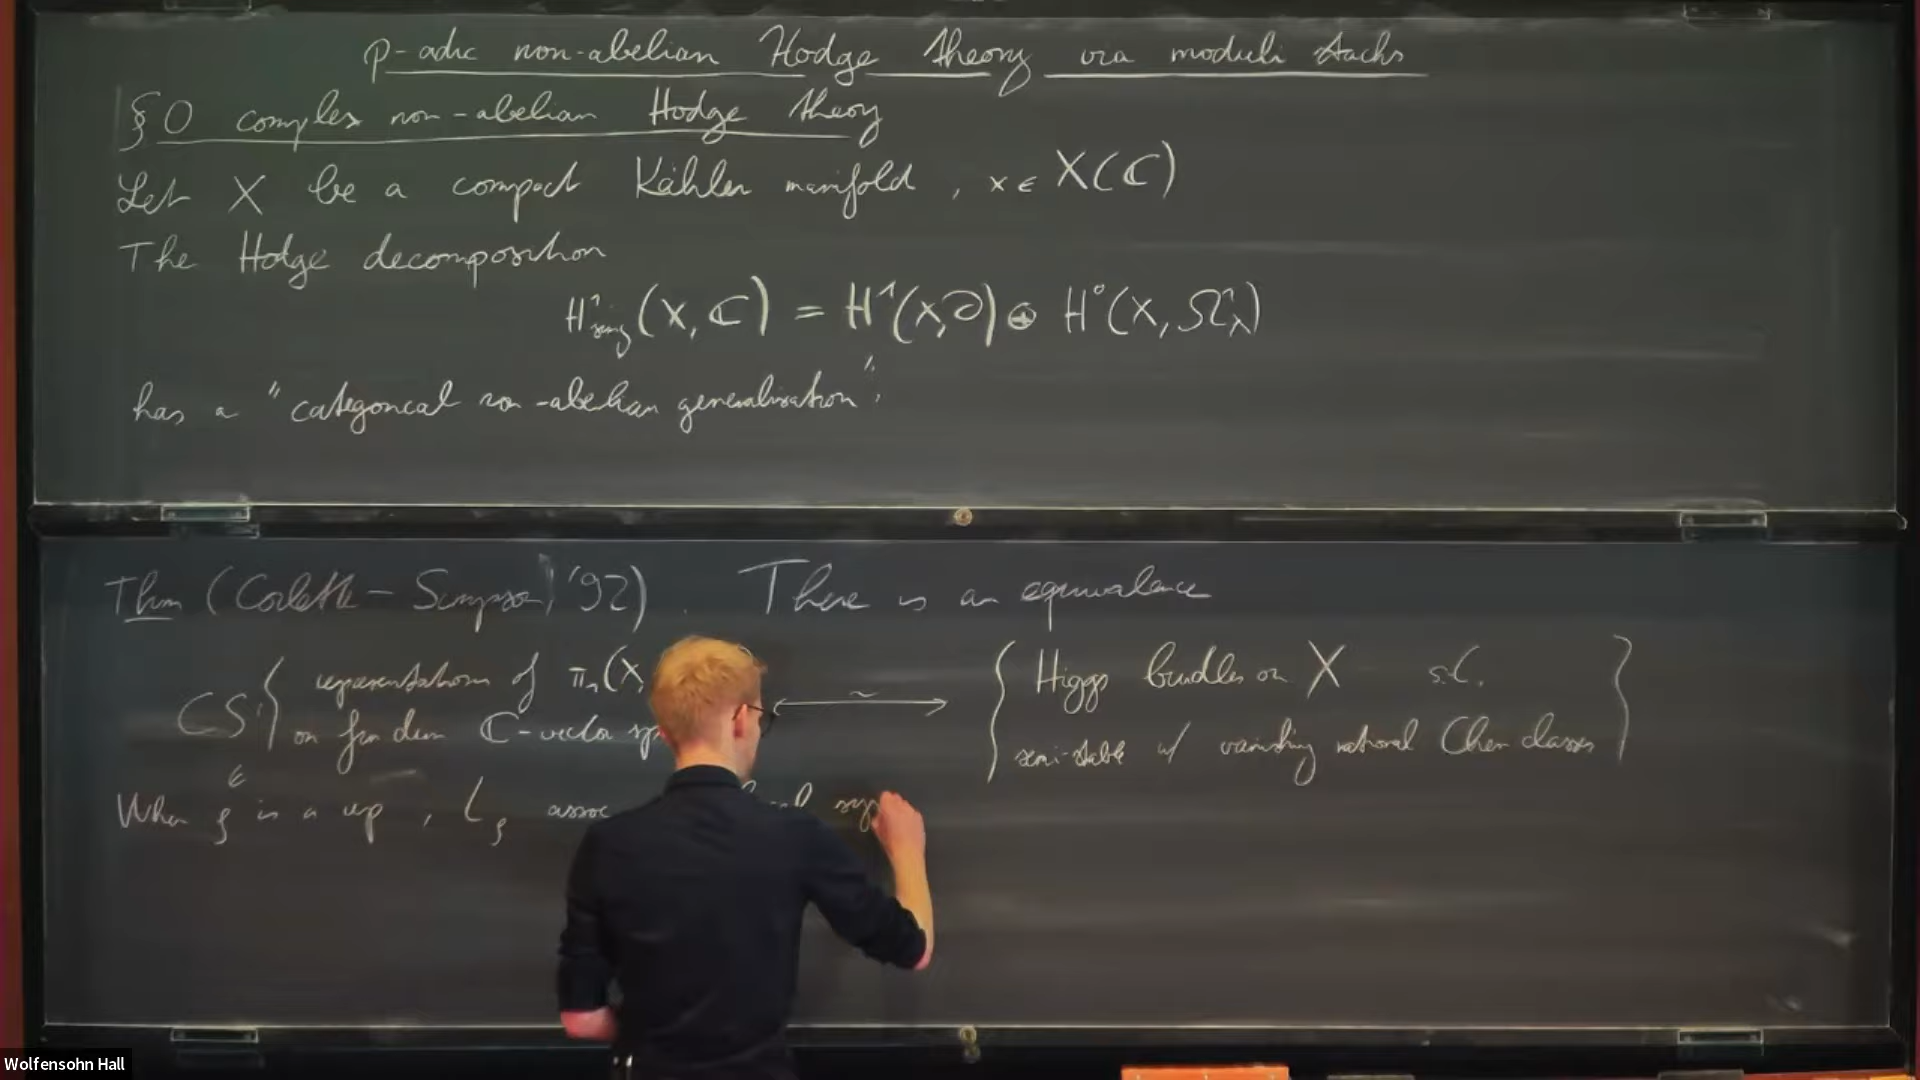 p-adic non-abelian Hodge theory via moduli stacks
§0 complex non-abelian Hodge theory
Let X be a compact Kähler manifold, x ∈ X(ℂ)
The Hodge decomposition
H¹sing(X, ℂ) = H¹(X, O) ⊕ H⁰(X, Ω¹X)
has a "categorical non-abelian generalisation":
Thm (Corlette - Simpson, '92). There is an equivalence
CS: { representations of π₁(X
on fin dim ℂ-vector sp
↔ ~
{ Higgs bundles on X s.t.
semi-stable w/ vanishing rational Chern classes }
∈
When ρ is a rep, Lρ assoc
Wolfensohn Hall